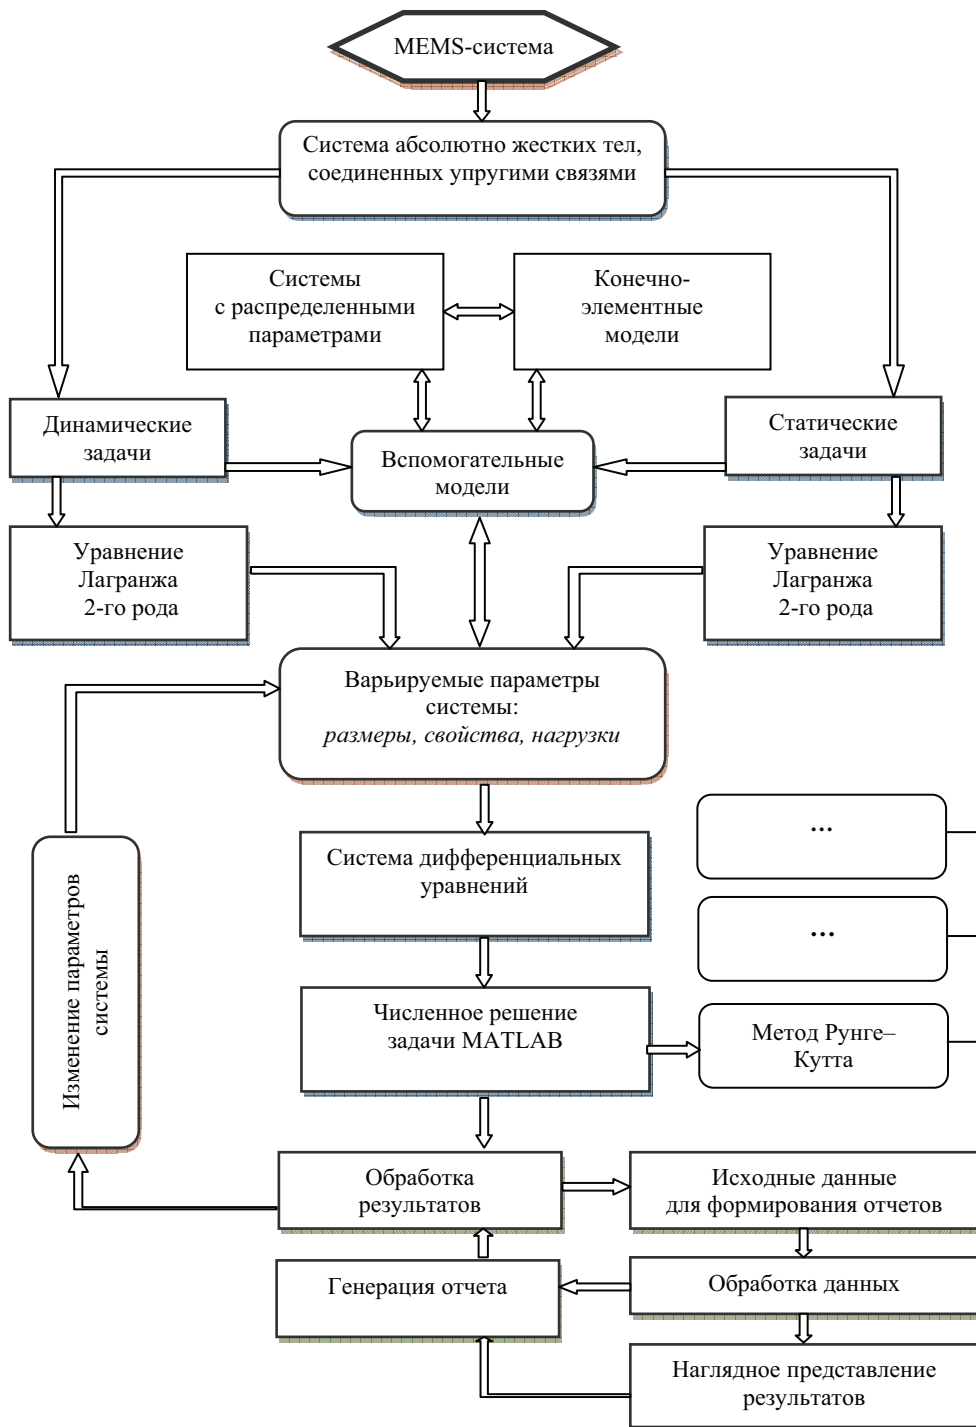 MEMS-система
Система абсолютно жестких тел,
соединенных упругими связями
Системы
с распределенными
параметрами
Конечно-
элементные
модели
Динамические
задачи
Вспомогательные
модели
Статические
задачи
Уравнение
Лагранжа
2-го рода
Уравнение
Лагранжа
2-го рода
Варьируемые параметры
системы:
размеры, свойства, нагрузки
...
Система дифференциальных
уравнений
...
Изменение параметров
системы
Численное решение
задачи MATLAB
Метод Рунге–
Кутта
Обработка
результатов
Исходные данные
для формирования отчетов
Генерация отчета
Обработка данных
Наглядное представление
результатов